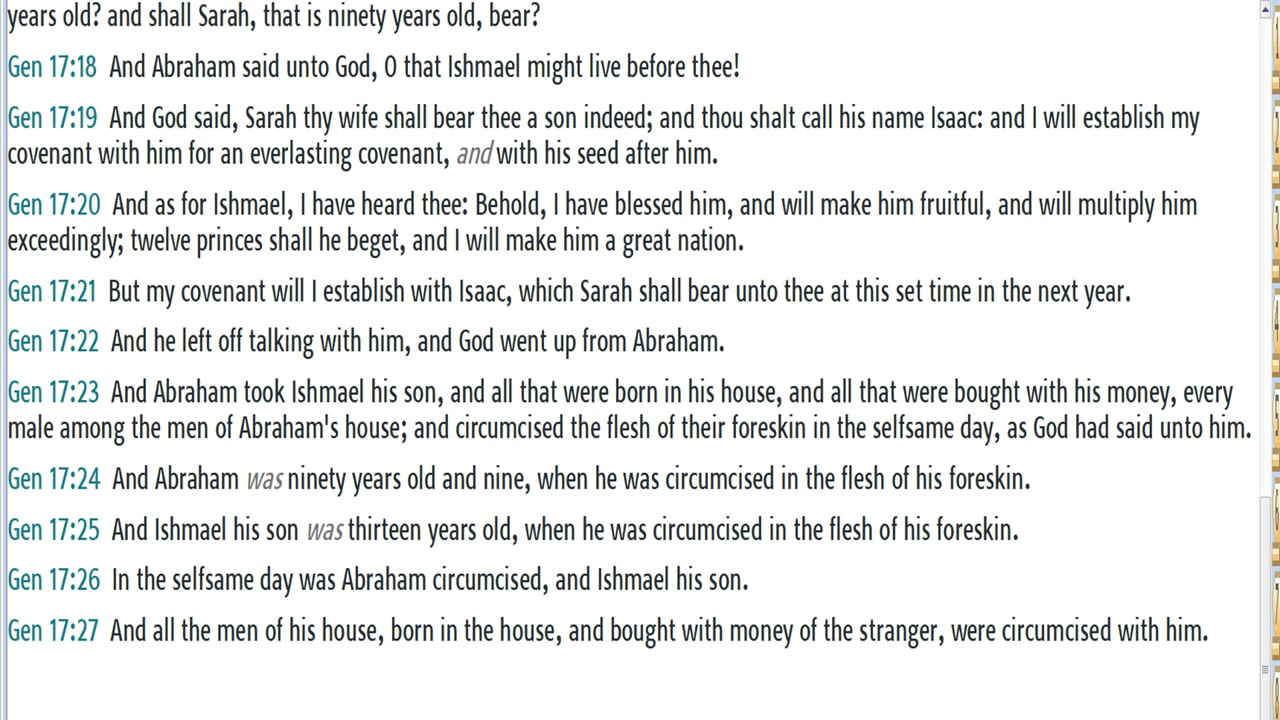 years old? and shall Sarah, that is ninety years old, bear?
Gen 17:18 And Abraham said unto God, O that Ishmael might live before thee!
Gen 17:19 And God said, Sarah thy wife shall bear thee a son indeed; and thou shalt call his name Isaac: and I will establish my
covenant with him for an everlasting covenant, and with his seed after him.
Gen 17:20 And as for Ishmael, I have heard thee: Behold, I have blessed him, and will make him fruitful, and will multiply him
exceedingly; twelve princes shall he beget, and I will make him a great nation.
Gen 17:21 But my covenant will I establish with Isaac, which Sarah shall bear unto thee at this set time in the next year.
Gen 17:22 And he left off talking with him, and God went up from Abraham.
Gen 17:23 And Abraham took Ishmael his son, and all that were born in his house, and all that were bought with his money, every
male among the men of Abraham's house; and circumcised the flesh of their foreskin in the selfsame day, as God had said unto him.
Gen 17:24 And Abraham was ninety years old and nine, when he was circumcised in the flesh of his foreskin.
Gen 17:25 And Ishmael his son was thirteen years old, when he was circumcised in the flesh of his foreskin.
Gen 17:26 In the selfsame day was Abraham circumcised, and Ishmael his son.
Gen 17:27 And all the men of his house, born in the house, and bought with money of the stranger, were circumcised with him.